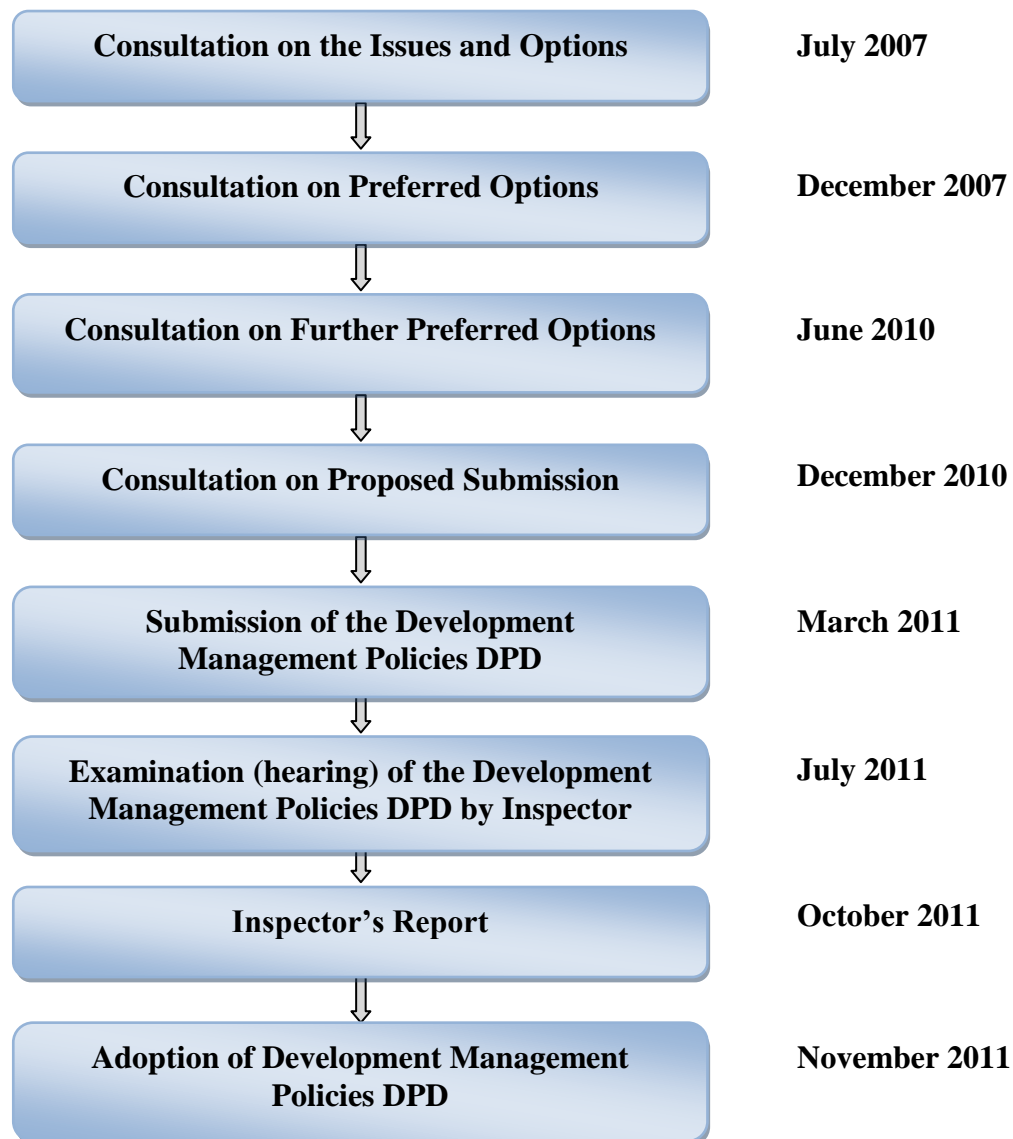 Consultation on the Issues and Options
July 2007
Consultation on Preferred Options
December 2007
Consultation on Further Preferred Options
June 2010
Consultation on Proposed Submission
December 2010
Submission of the Development
Management Policies DPD
March 2011
Examination (hearing) of the Development
Management Policies DPD by Inspector
July 2011
Inspector’s Report
October 2011
Adoption of Development Management
Policies DPD
November 2011